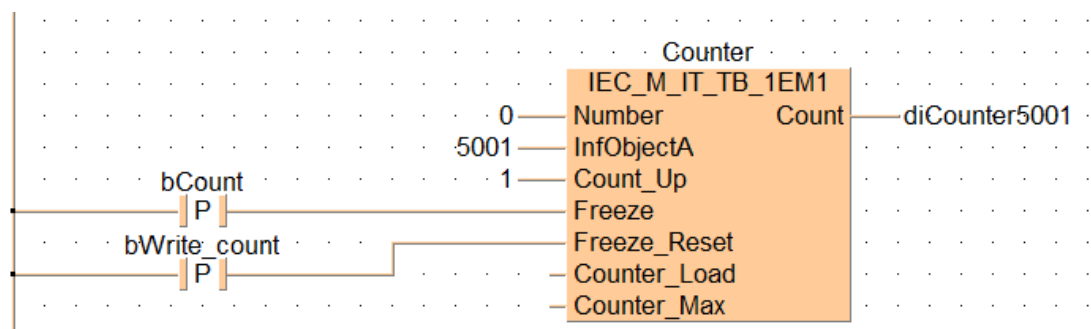 Counter
IEC_M_IT_TB_1EM1
0 Number Count diCounter5001
5001 InfObjectA
1 Count_Up
bCount
P Freeze
bWrite_count
Freeze_Reset
P Counter_Load
Counter_Max